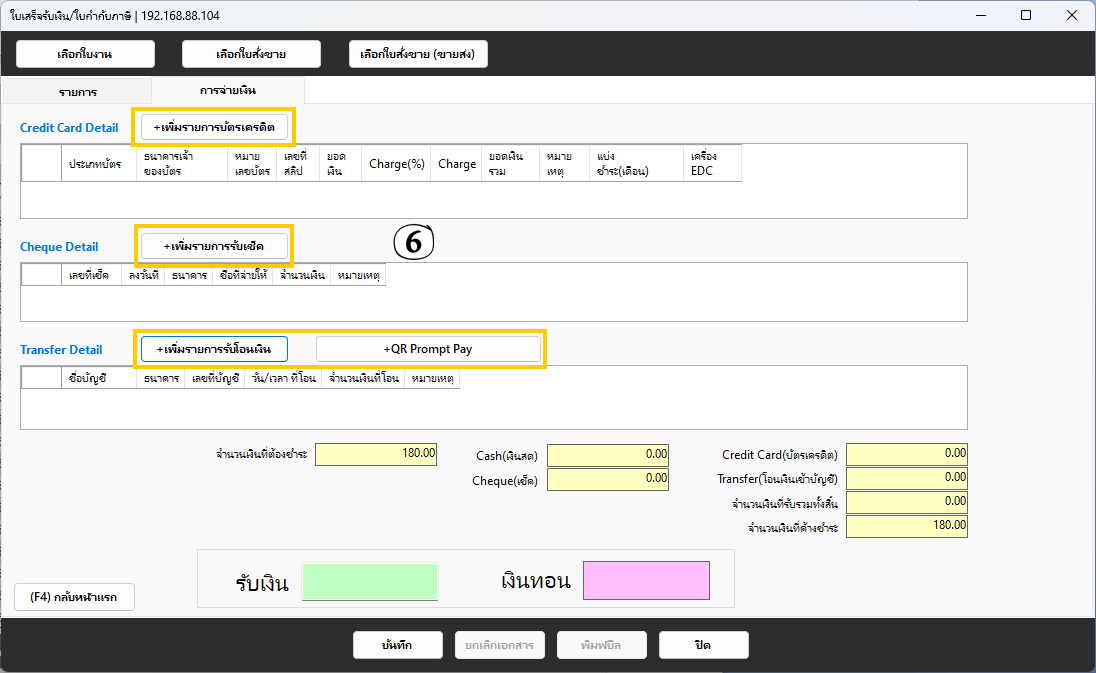 ใบเสร็จรับเงิน/ใบกำกับภาษี | 192.168.88.104
เลือกใบงาน เลือกใบสั่งขาย เลือกใบสั่งขาย (ขายส่ง)
รายการ การจ่ายเงิน
Credit Card Detail +เพิ่มรายการบัตรเครดิต
ประเภทบัตร ธนาคารเจ้าของบัตร หมายเลขบัตร เลขที่สลิป ยอดเงิน Charge(%) Charge ยอดเงินรวม หมายเหตุ แบ่งชำระ(เดือน) เครื่อง EDC
Cheque Detail +เพิ่มรายการรับเช็ค 6
เลขที่เช็ค ลงวันที่ ธนาคาร ชื่อที่จ่ายให้ จำนวนเงิน หมายเหตุ
Transfer Detail +เพิ่มรายการรับโอนเงิน +QR Prompt Pay
ชื่อบัญชี ธนาคาร เลขที่บัญชี วัน/เวลา ที่โอน จำนวนเงินที่โอน หมายเหตุ
จำนวนเงินที่ต้องชำระ 180.00 Cash(เงินสด) 0.00 Credit Card(บัตรเครดิต) 0.00
Cheque(เช็ค) 0.00 Transfer(โอนเงินเข้าบัญชี) 0.00
จำนวนเงินที่รับรวมทั้งสิ้น 0.00
จำนวนเงินที่ค้างชำระ 180.00
รับเงิน เงินทอน
(F4) กลับหน้าแรก
บันทึก ยกเลิกเอกสาร พิมพ์บิล ปิด